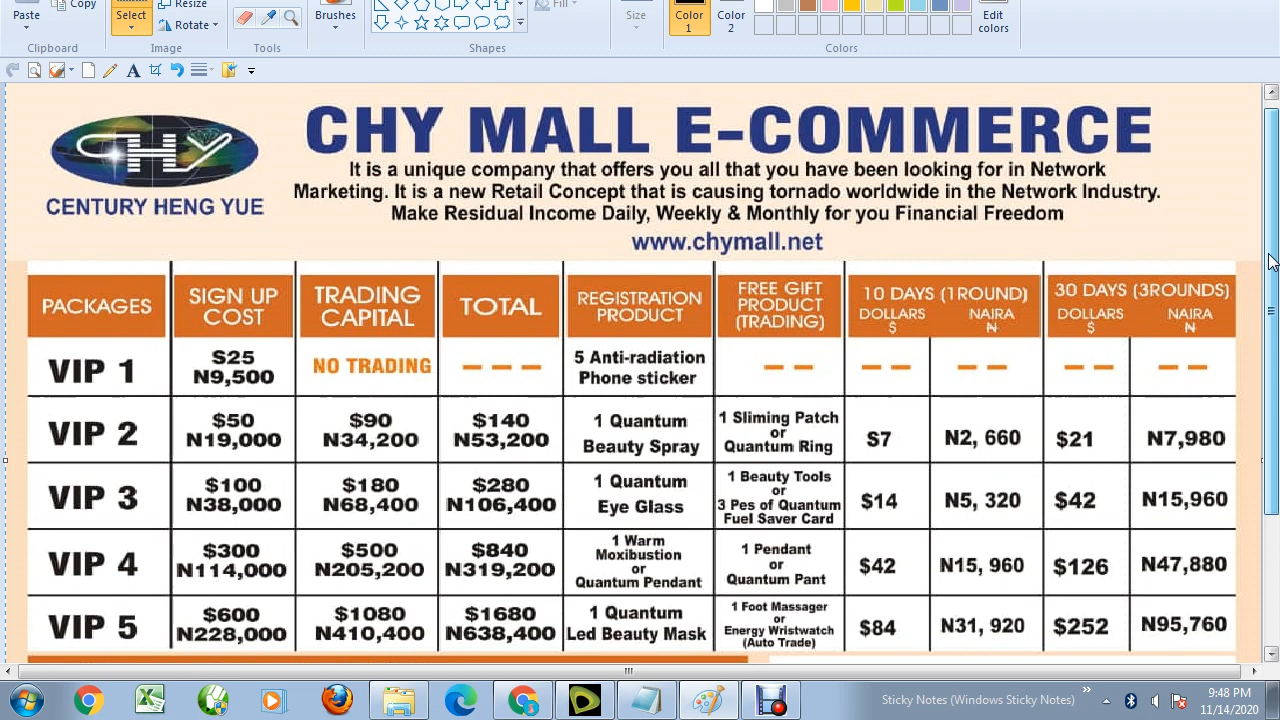 Paste
Copy
Select
Resize
Rotate
Brushes
Fill
Size
Color
1
Color
2
Edit
colors
Clipboard
Image
Tools
Shapes
Colors
A
CHY
CENTURY HENG YUE
CHY MALL E-COMMERCE
It is a unique company that offers you all that you have been looking for in Network
Marketing. It is a new Retail Concept that is causing tornado worldwide in the Network Industry.
Make Residual Income Daily, Weekly & Monthly for you Financial Freedom
www.chymall.net
PACKAGES
SIGN UP
COST
TRADING
CAPITAL
TOTAL
REGISTRATION
PRODUCT
FREE GIFT
PRODUCT
(TRADING)
10 DAYS (1ROUND)
DOLLARS
$
NAIRA
₦
30 DAYS (3ROUNDS)
DOLLARS
$
NAIRA
₦
VIP 1
$25
N9,500
NO TRADING
– – –
5 Anti-radiation
Phone sticker
– –
– –
– –
– –
– –
VIP 2
$50
N19,000
$90
N34,200
$140
N53,200
1 Quantum
Beauty Spray
1 Sliming Patch
or
Quantum Ring
$7
N2, 660
$21
N7,980
VIP 3
$100
N38,000
$180
N68,400
$280
N106,400
1 Quantum
Eye Glass
1 Beauty Tools
or
3 Pes of Quantum
Fuel Saver Card
$14
N5, 320
$42
N15,960
VIP 4
$300
N114,000
$500
N205,200
$840
N319,200
1 Warm
Moxibustion
or
Quantum Pendant
1 Pendant
or
Quantum Pant
$42
N15, 960
$126
N47,880
VIP 5
$600
N228,000
$1080
N410,400
$1680
N638,400
1 Quantum
Led Beauty Mask
1 Foot Massager
or
Energy Wristwatch
(Auto Trade)
$84
N31, 920
$252
N95,760
Sticky Notes (Windows Sticky Notes)
9:48 PM
11/14/2020